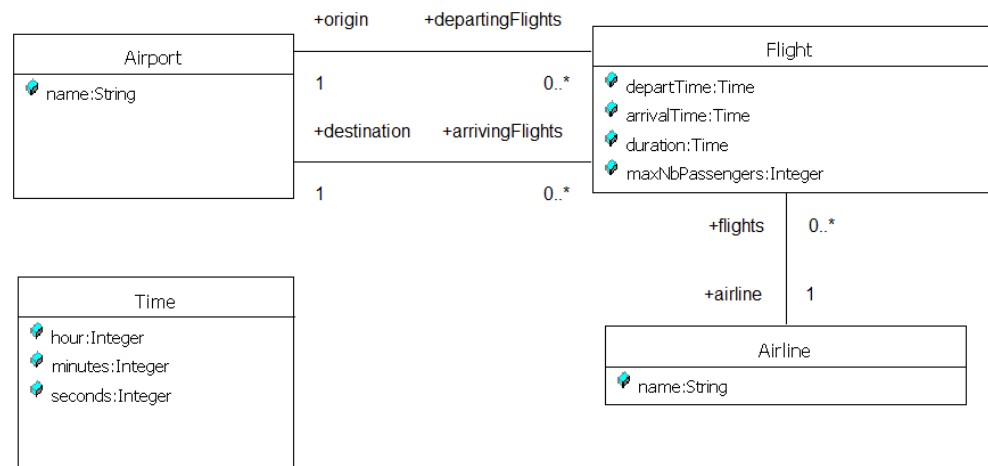 +origin +departingFlights
Airport
name:String
1 0..*
+destination +arrivingFlights
1 0..*
Flight
departTime:Time
arrivalTime:Time
duration:Time
maxNbPassengers:Integer
+flights 0..*
+airline 1
Time
hour:Integer
minutes:Integer
seconds:Integer
Airline
name:String